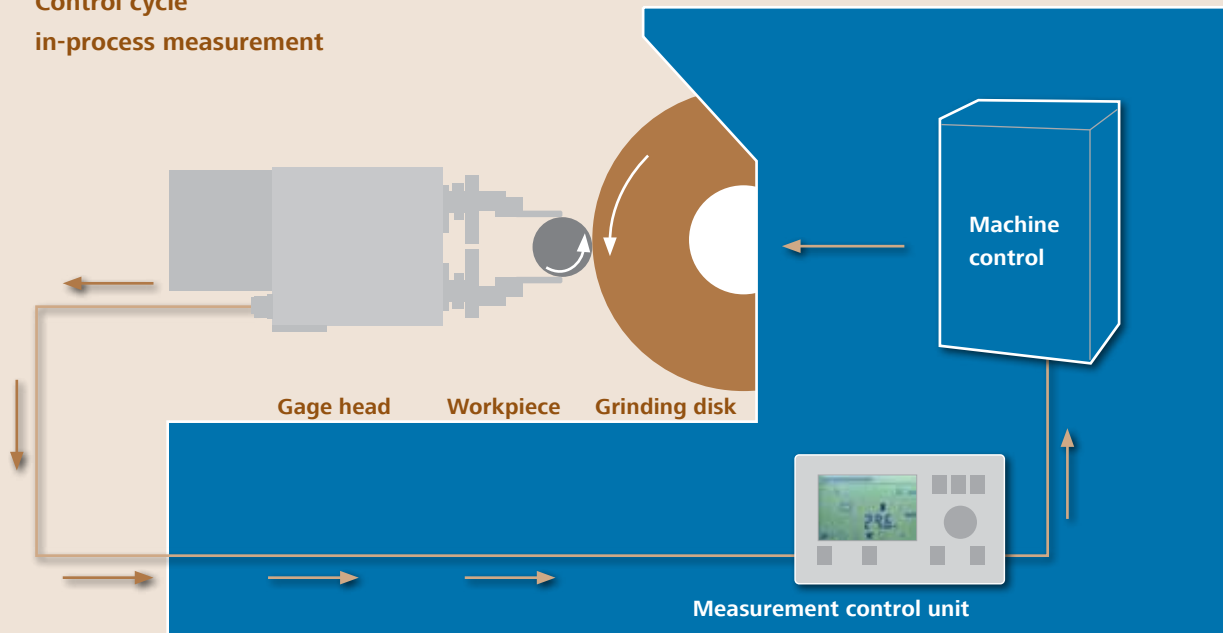 Control cycle
in-process measurement
Machine
control
Gage head
Workpiece
Grinding disk
Measurement control unit